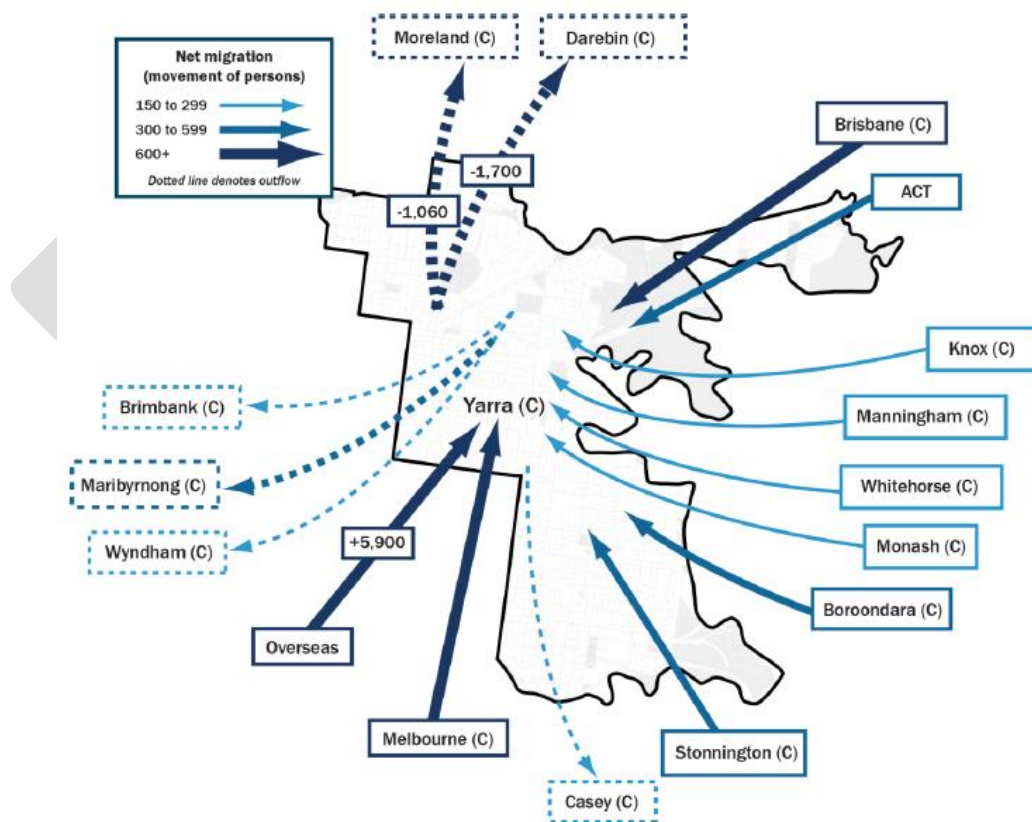 Moreland (C)
Darebin (C)
Net migration
(movement of persons)
150 to 299
300 to 599
600+
Dotted line denotes outflow
Brisbane (C)
-1,700
ACT
-1,060
Knox (C)
Brimbank (C)
Yarra (C)
Manningham (C)
Maribyrnong (C)
Whitehorse (C)
Wyndham (C)
+5,900
Monash (C)
Boroondara (C)
Overseas
Melbourne (C)
Stonnington (C)
Casey (C)